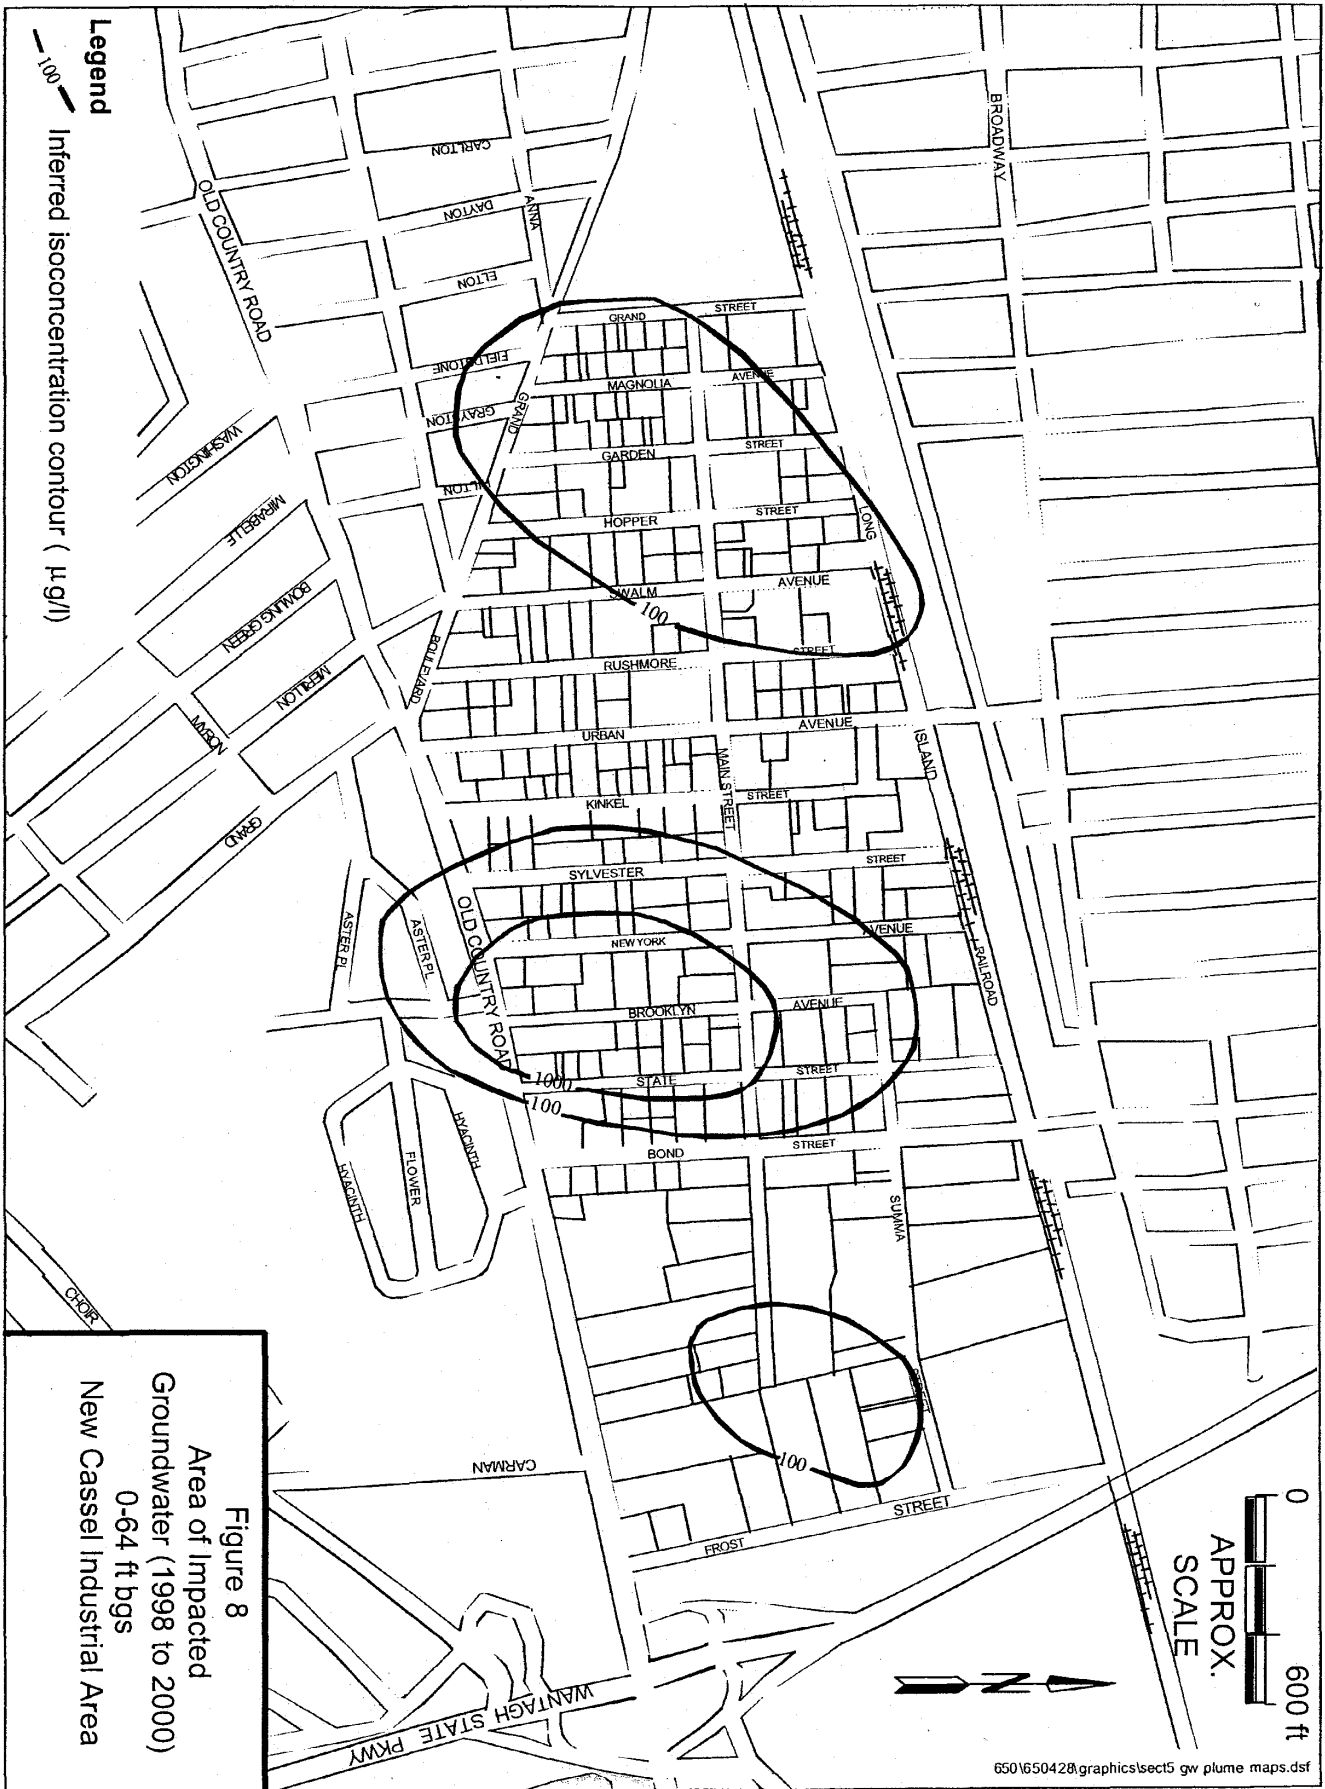 Legend
100 Inferred isoconcentration contour ( µg/l)
0 600 ft
APPROX.
SCALE
N
Figure 8
Area of Impacted
Groundwater (1998 to 2000)
0-64 ft bgs
New Cassel Industrial Area
650\650428\graphics\sect5 gw plume maps.dsf
BROADWAY
CARLTON
DAYTON
ANNA
ELTON
OLD COUNTRY ROAD
FIELDSTONE
GRAYSTON
GRAND
GRAND STREET
MAGNOLIA AVENUE
GARDEN STREET
HOPPER STREET
SWALM AVENUE
RUSHMORE STREET
URBAN AVENUE
KINKEL STREET
SYLVESTER STREET
NEW YORK AVENUE
BROOKLYN AVENUE
STATE STREET
BOND STREET
MAIN STREET
LONG
ISLAND
RAILROAD
100
1000
100
100
WASHINGTON
MIRABELLE
BOWLING GREEN
MERILLON
MYRON
GRAND
BOULEVARD
ASTER PL
ASTER PL
OLD COUNTRY ROAD
HYACINTH
FLOWER
HYACINTH
SUMMA
CHOIR
CARMAN
FROST STREET
WANTAGH STATE PKWY